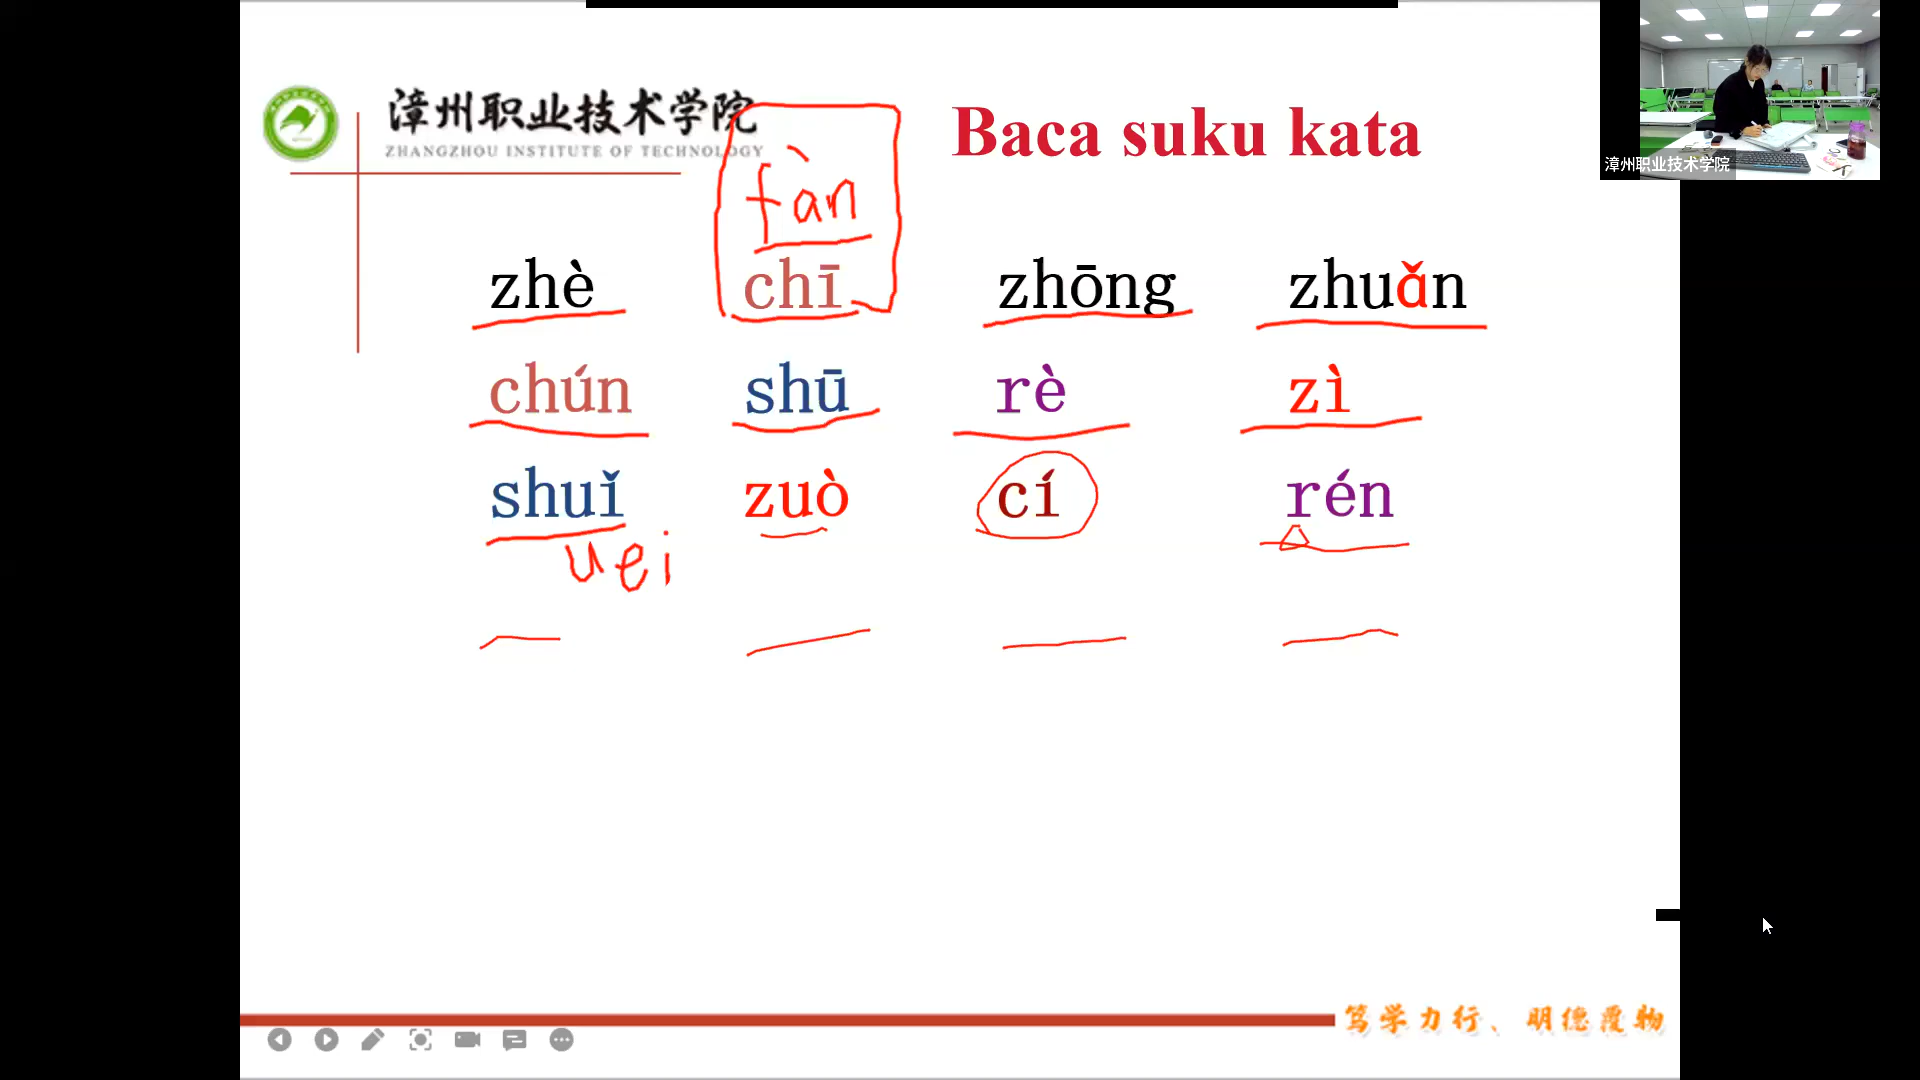 漳州职业技术学院
ZHANGZHOU INSTITUTE OF TECHNOLOGY
Baca suku kata
漳州职业技术学院
fàn
zhè chī zhōng zhuǎn
chún shū rè zì
shuǐ zuò cí rén
uei
笃学力行、明德覆物